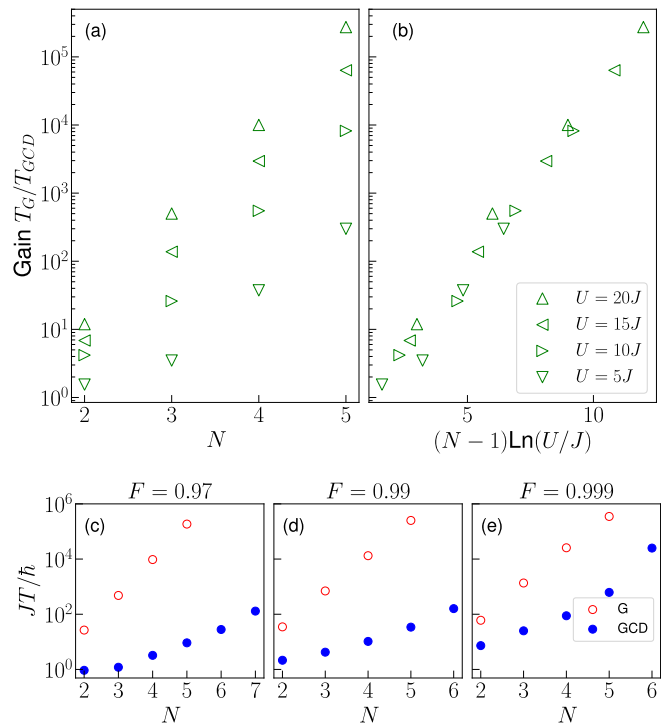 (a)
(b)
Gain T_G/T_{GCD}
10^5
10^4
10^3
10^2
10^1
10^0
2 3 4 5
N
5 10
(N − 1)Ln(U/J)
U = 20J
U = 15J
U = 10J
U = 5J
F = 0.97
F = 0.99
F = 0.999
(c)
(d)
(e)
JT/ħ
10^6
10^4
10^2
10^0
G
GCD
2 3 4 5 6 7
2 3 4 5 6
2 3 4 5 6
N
N
N